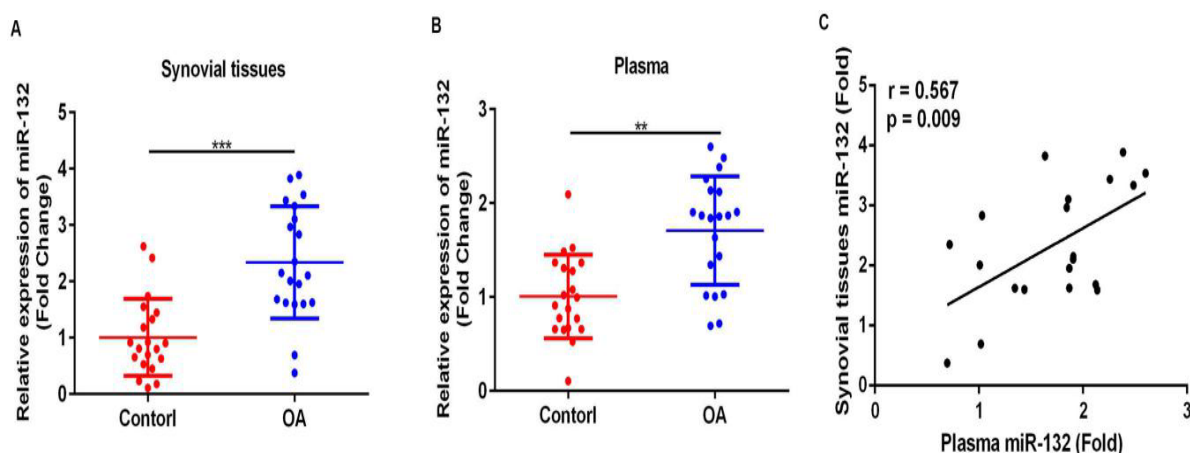 A
Synovial tissues
Relative expression of miR-132
(Fold Change)
5
4
3
2
1
0
***
Contorl
OA
B
Plasma
Relative expression of miR-132
(Fold Change)
3
2
1
0
**
Contorl
OA
C
Synovial tissues miR-132 (Fold)
5
4
3
2
1
0
r = 0.567
p = 0.009
0
1
2
3
Plasma miR-132 (Fold)